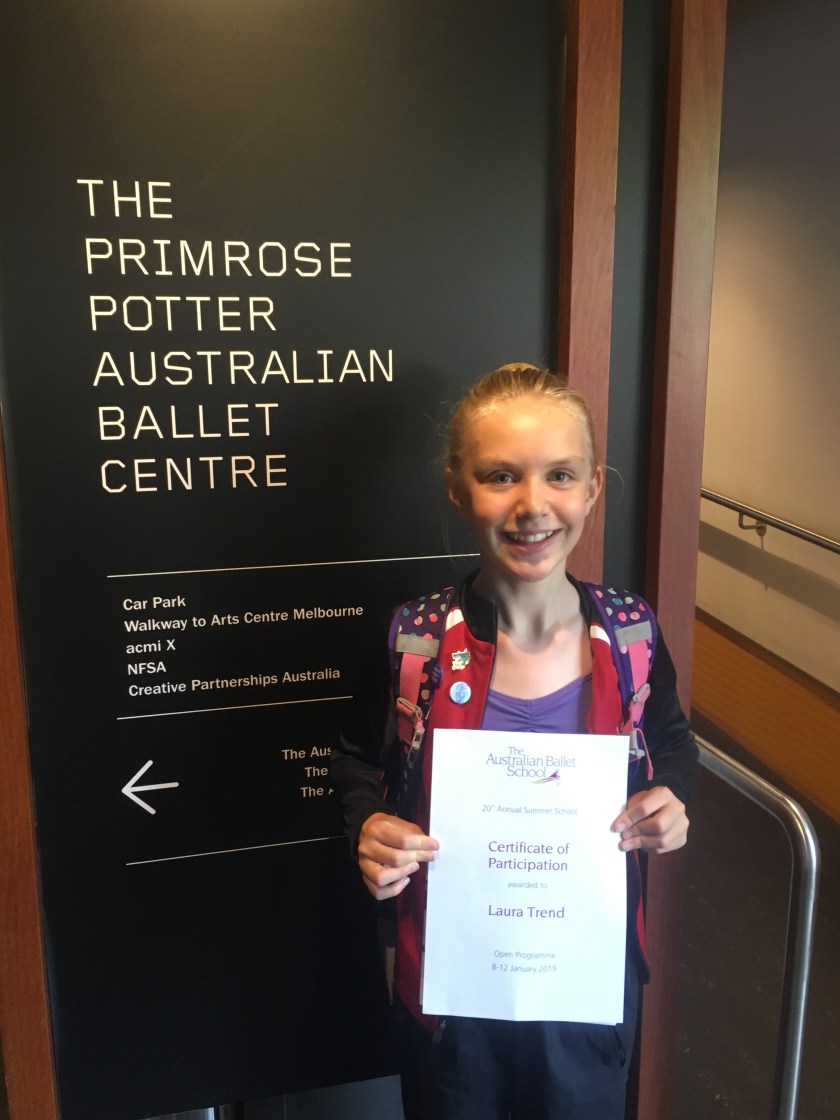 THE
PRIMROSE
POTTER
AUSTRALIAN
BALLET
CENTRE
Car Park
Walkway to Arts Centre Melbourne
acmi X
NFSA
Creative Partnerships Australia
The Aus
The
The A
The
Australian Ballet
School
20th Annual Summer School
Certificate of
Participation
awarded to
Laura Trend
Open Programme
8-12 January 2019